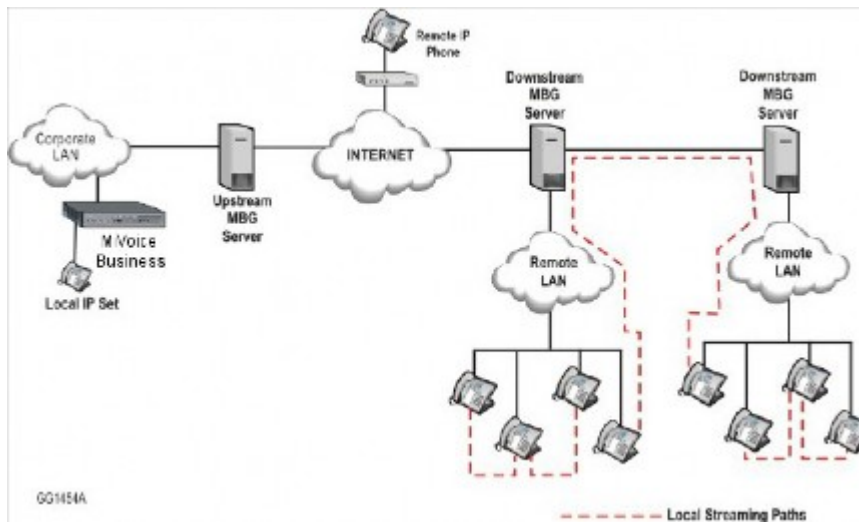 Remote IP
Phone
Downstream
MBG
Server
Downstream
MBG
Server
Corporate
LAN
INTERNET
Upstream
MBG
Server
MiVoice
Business
Local IP Set
Remote
LAN
Remote
LAN
GG1454A
Local Streaming Paths